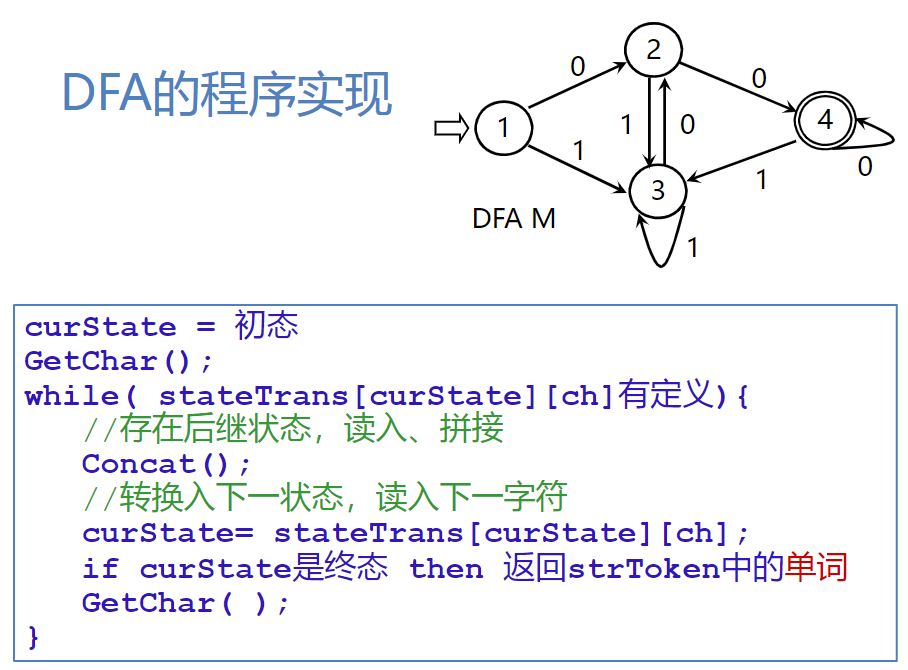 DFA的程序实现
2
0
0
1
1
0
4
1
3
1
0
DFA M
1
curState = 初态
GetChar();
while( stateTrans[curState][ch]有定义){
//存在后继状态，读入、拼接
Concat();
//转换入下一状态，读入下一字符
curState= stateTrans[curState][ch];
if curState是终态 then 返回strToken中的单词
GetChar( );
}